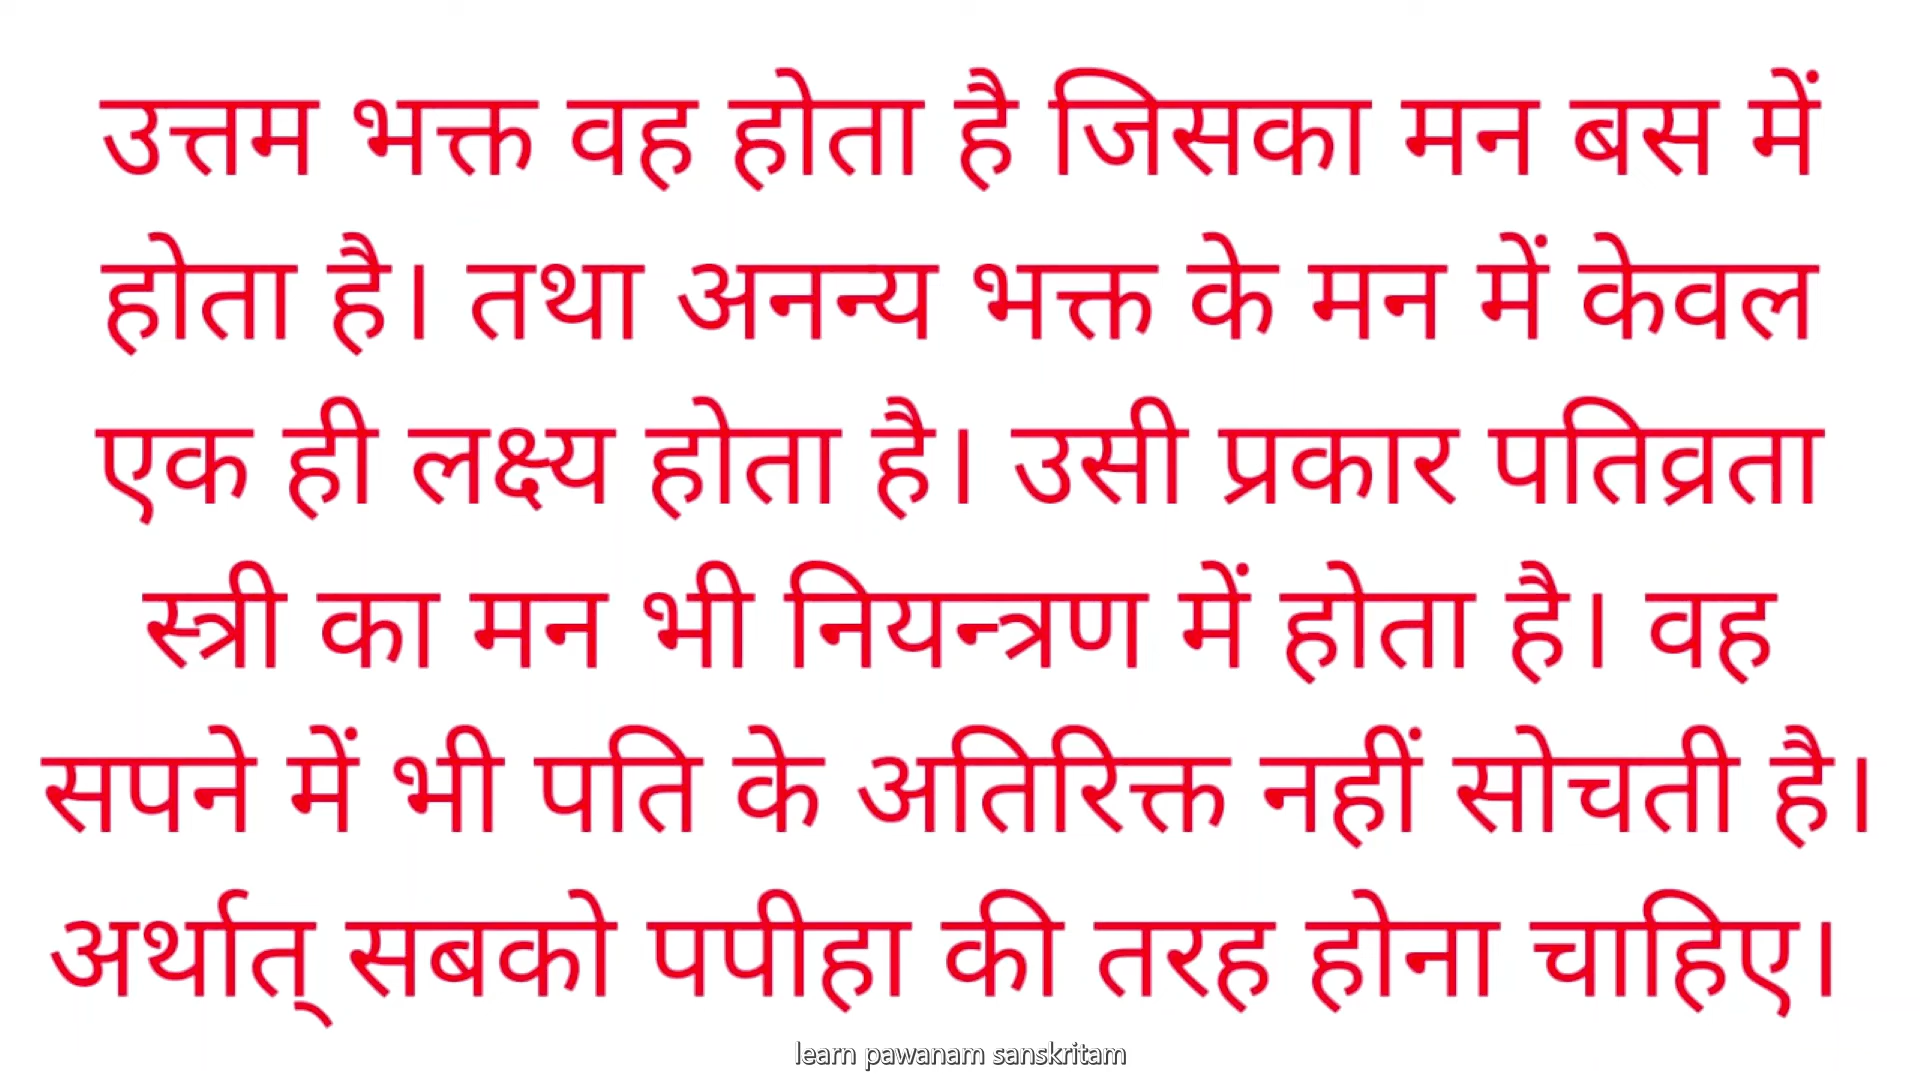 उत्तम भक्त वह होता है जिसका मन बस में
होता है। तथा अनन्य भक्त के मन में केवल
एक ही लक्ष्य होता है। उसी प्रकार पतिव्रता
स्त्री का मन भी नियन्त्रण में होता है। वह
सपने में भी पति के अतिरिक्त नहीं सोचती है।
अर्थात् सबको पपीहा की तरह होना चाहिए।
learn pawanam sanskritam